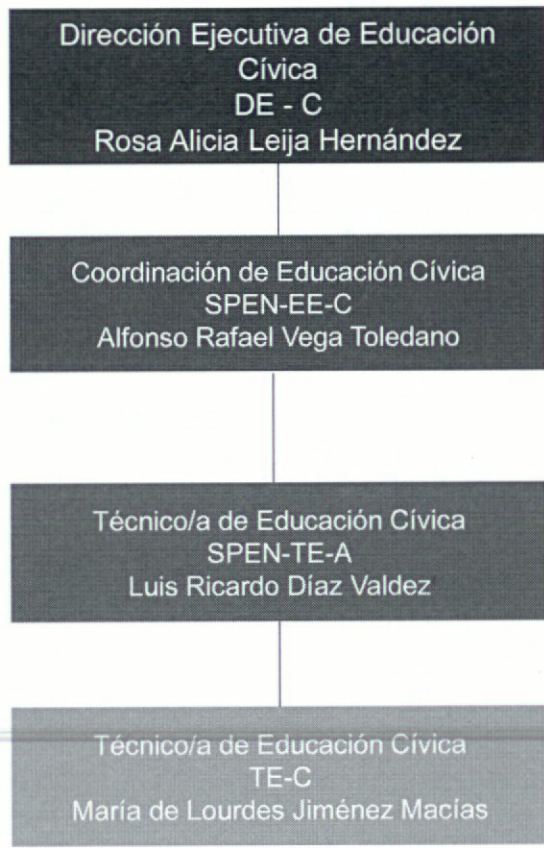 Dirección Ejecutiva de Educación
Cívica
DE - C
Rosa Alicia Leija Hernández
Coordinación de Educación Cívica
SPEN-EE-C
Alfonso Rafael Vega Toledano
Técnico/a de Educación Cívica
SPEN-TE-A
Luis Ricardo Díaz Valdez
Técnico/a de Educación Cívica
TE-C
María de Lourdes Jiménez Macías